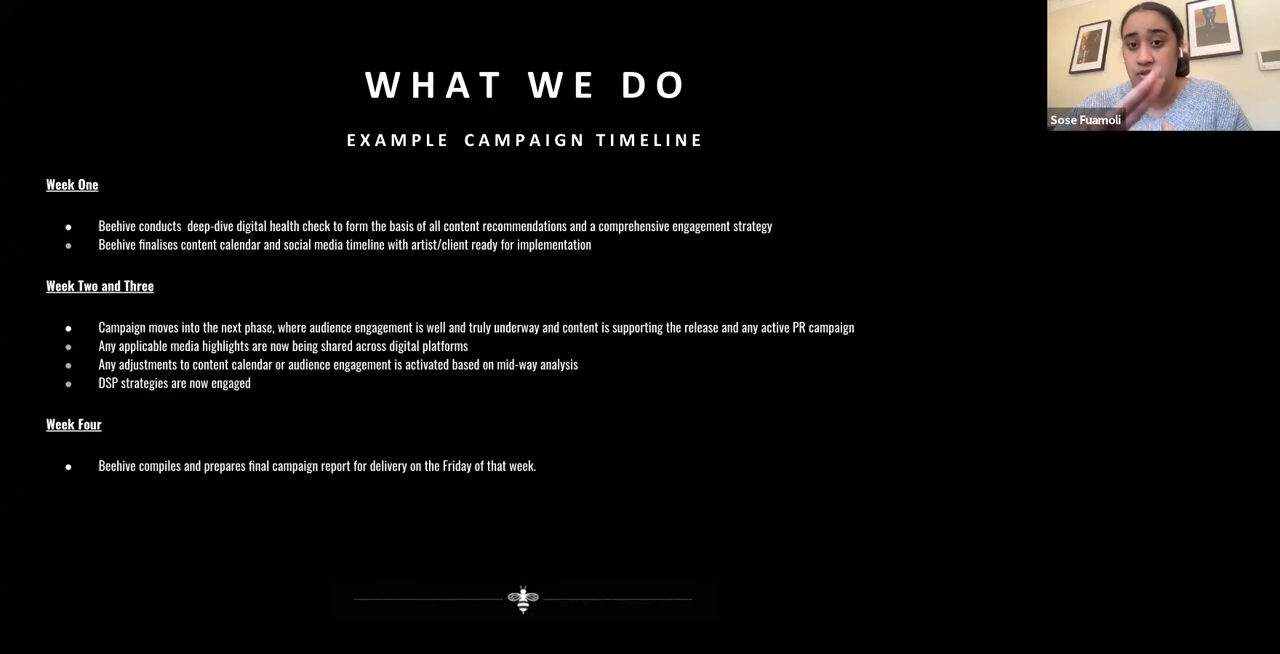 WHAT WE DO
EXAMPLE CAMPAIGN TIMELINE
Sose Fuamoli
Week One
● Beehive conducts deep-dive digital health check to form the basis of all content recommendations and a comprehensive engagement strategy
● Beehive finalises content calendar and social media timeline with artist/client ready for implementation
Week Two and Three
● Campaign moves into the next phase, where audience engagement is well and truly underway and content is supporting the release and any active PR campaign
● Any applicable media highlights are now being shared across digital platforms
● Any adjustments to content calendar or audience engagement is activated based on mid-way analysis
● DSP strategies are now engaged
Week Four
● Beehive compiles and prepares final campaign report for delivery on the Friday of that week.